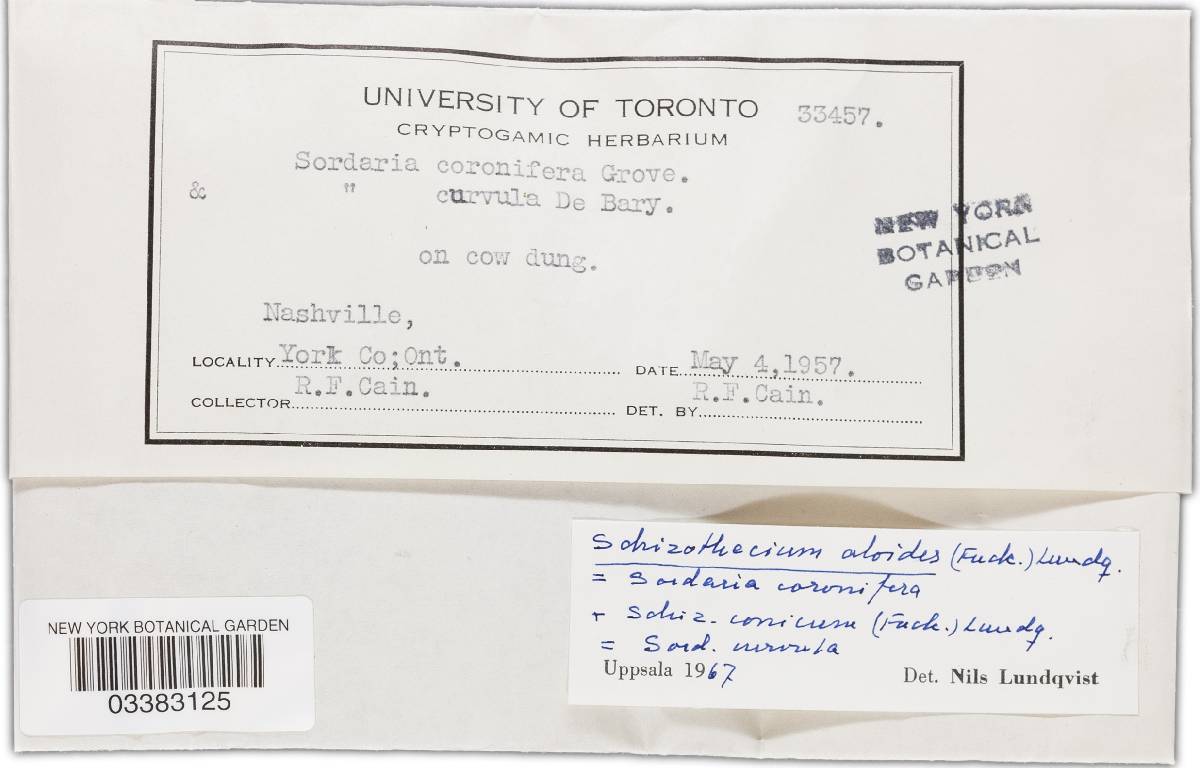 UNIVERSITY OF TORONTO 33457.
CRYPTOGAMIC HERBARIUM
Sordaria coronifera Grove.
& " curvula De Bary.
on cow dung.
NEW YORK
BOTANICAL
GARDEN
Nashville,
LOCALITY York Co;Ont. DATE May 4,1957.
COLLECTOR R.F.Cain. DET. BY R.F.Cain.
Schizothecium aloides (Fuck.) Lundq.
= Sordaria coronifera
+ Schiz. conicum (Fuck.) Lundq.
= Sord. curvula
Uppsala 1967 Det. Nils Lundqvist
NEW YORK BOTANICAL GARDEN
03383125